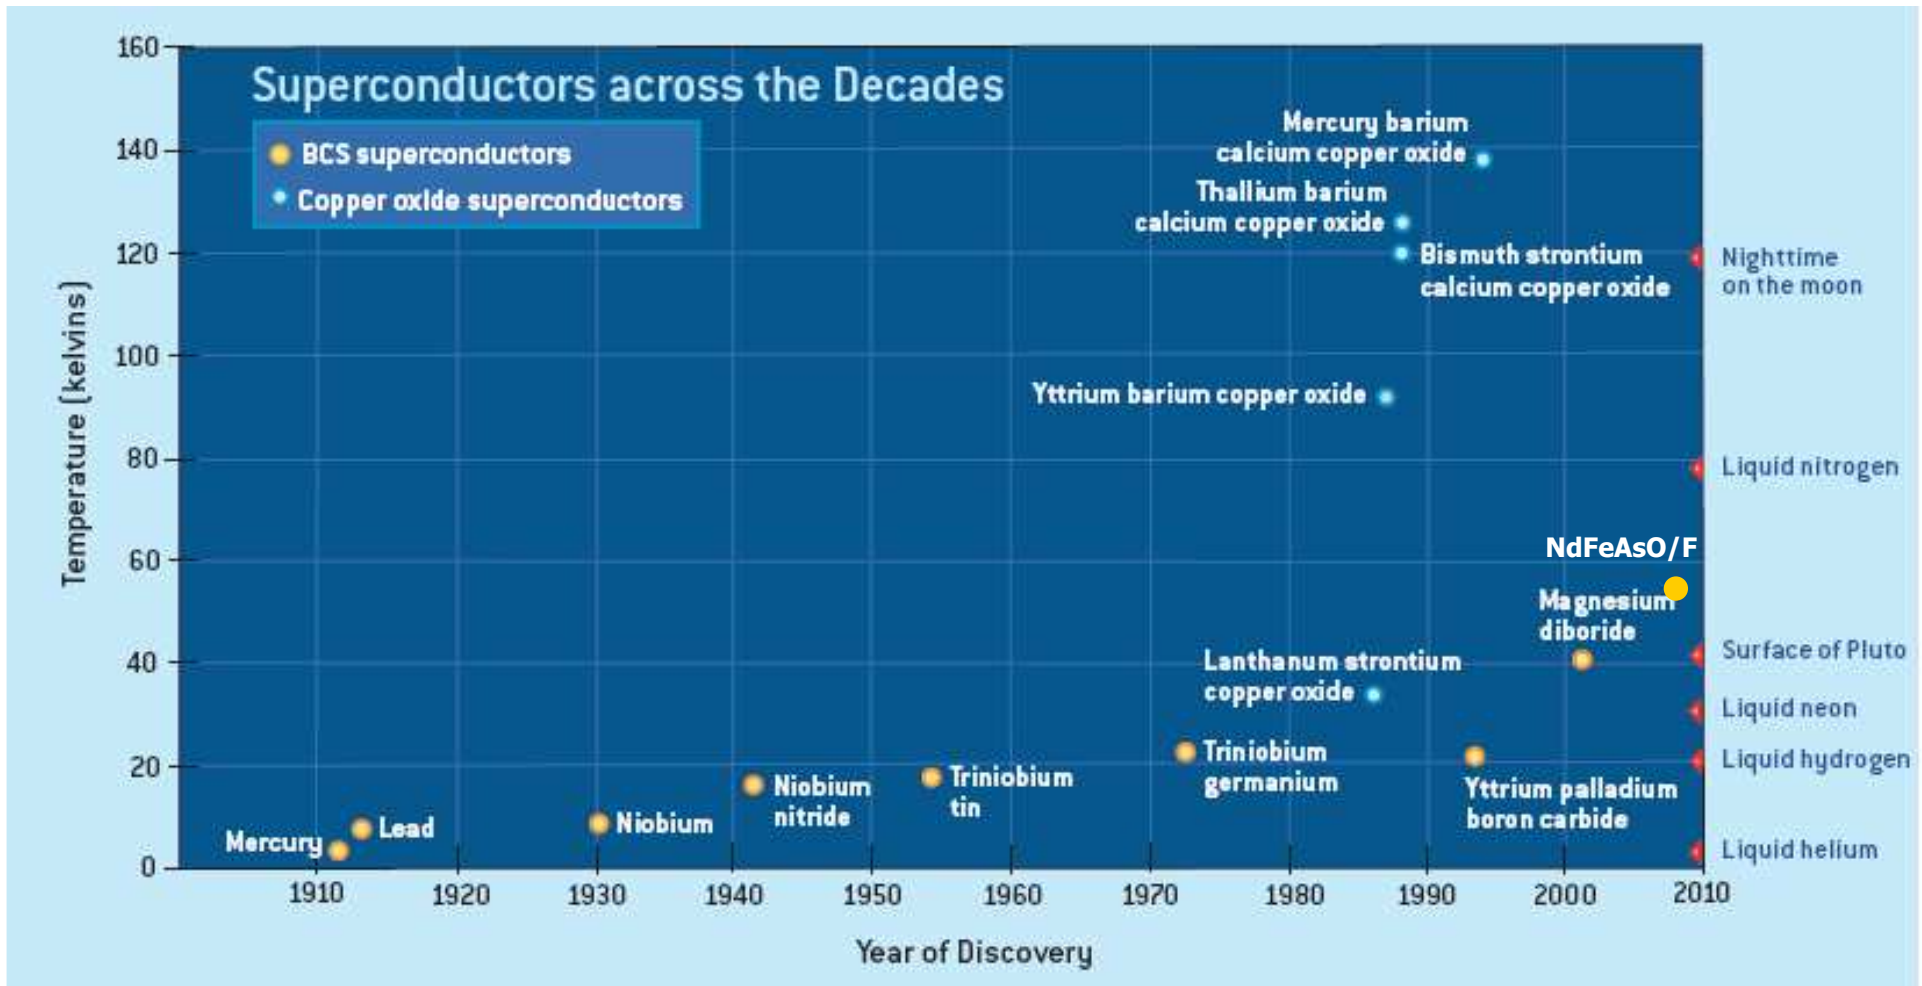 160
Superconductors across the Decades
BCS superconductors
Copper oxide superconductors
140
120
100
80
60
40
20
0
Temperature (kelvins)
Mercury barium
calcium copper oxide
Thallium barium
calcium copper oxide
Bismuth strontium
calcium copper oxide
Yttrium barium copper oxide
NdFeAsO/F
Magnesium
diboride
Lanthanum strontium
copper oxide
Triniobium
germanium
Yttrium palladium
boron carbide
Triniobium
tin
Niobium
nitride
Niobium
Lead
Mercury
Nighttime
on the moon
Liquid nitrogen
Surface of Pluto
Liquid neon
Liquid hydrogen
Liquid helium
1910
1920
1930
1940
1950
1960
1970
1980
1990
2000
2010
Year of Discovery